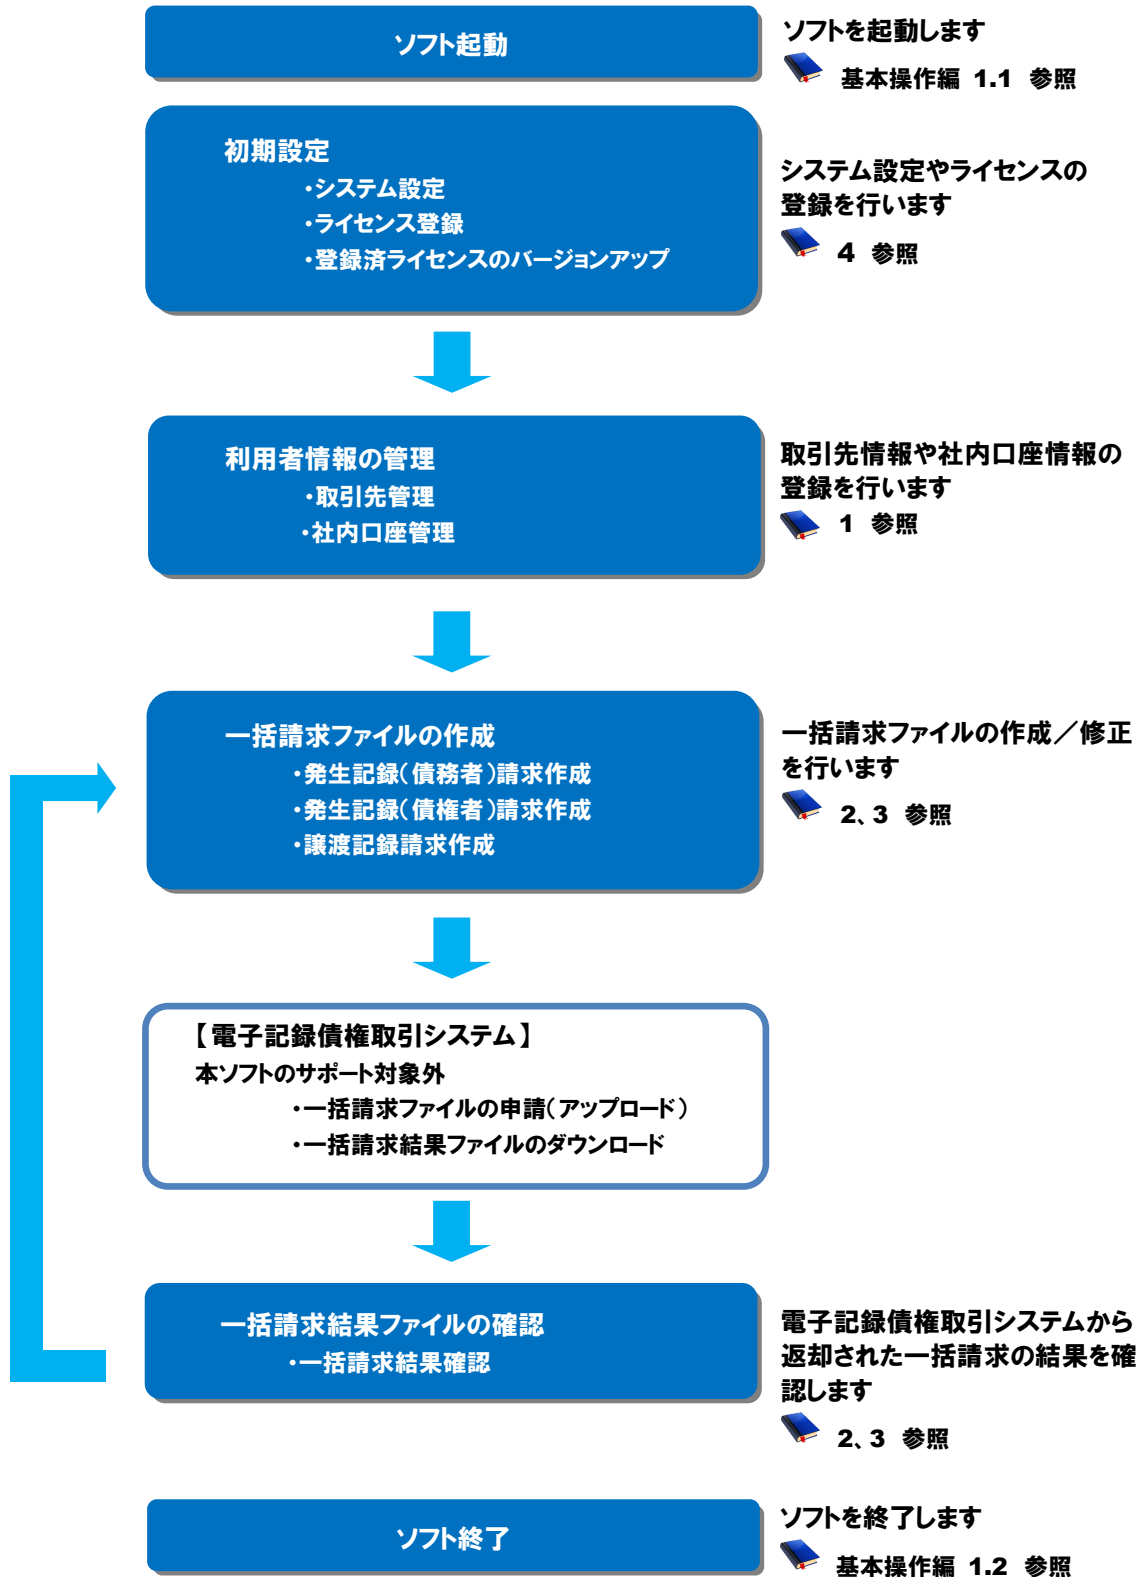 ソフト起動
ソフトを起動します
基本操作編 1.1 参照
初期設定
・システム設定
・ライセンス登録
・登録済ライセンスのバージョンアップ
システム設定やライセンスの
登録を行います
4 参照
利用者情報の管理
・取引先管理
・社内口座管理
取引先情報や社内口座情報の
登録を行います
1 参照
一括請求ファイルの作成
・発生記録(債務者)請求作成
・発生記録(債権者)請求作成
・譲渡記録請求作成
一括請求ファイルの作成／修正
を行います
2、3 参照
【電子記録債権取引システム】
本ソフトのサポート対象外
・一括請求ファイルの申請(アップロード)
・一括請求結果ファイルのダウンロード
一括請求結果ファイルの確認
・一括請求結果確認
電子記録債権取引システムから
返却された一括請求の結果を確
認します
2、3 参照
ソフト終了
ソフトを終了します
基本操作編 1.2 参照